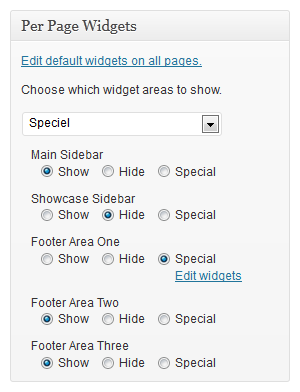 Per Page Widgets
Edit default widgets on all pages.
Choose which widget areas to show.
Speciel
Main Sidebar
Show Hide Special
Showcase Sidebar
Show Hide Special
Footer Area One
Show Hide Special
Edit widgets
Footer Area Two
Show Hide Special
Footer Area Three
Show Hide Special